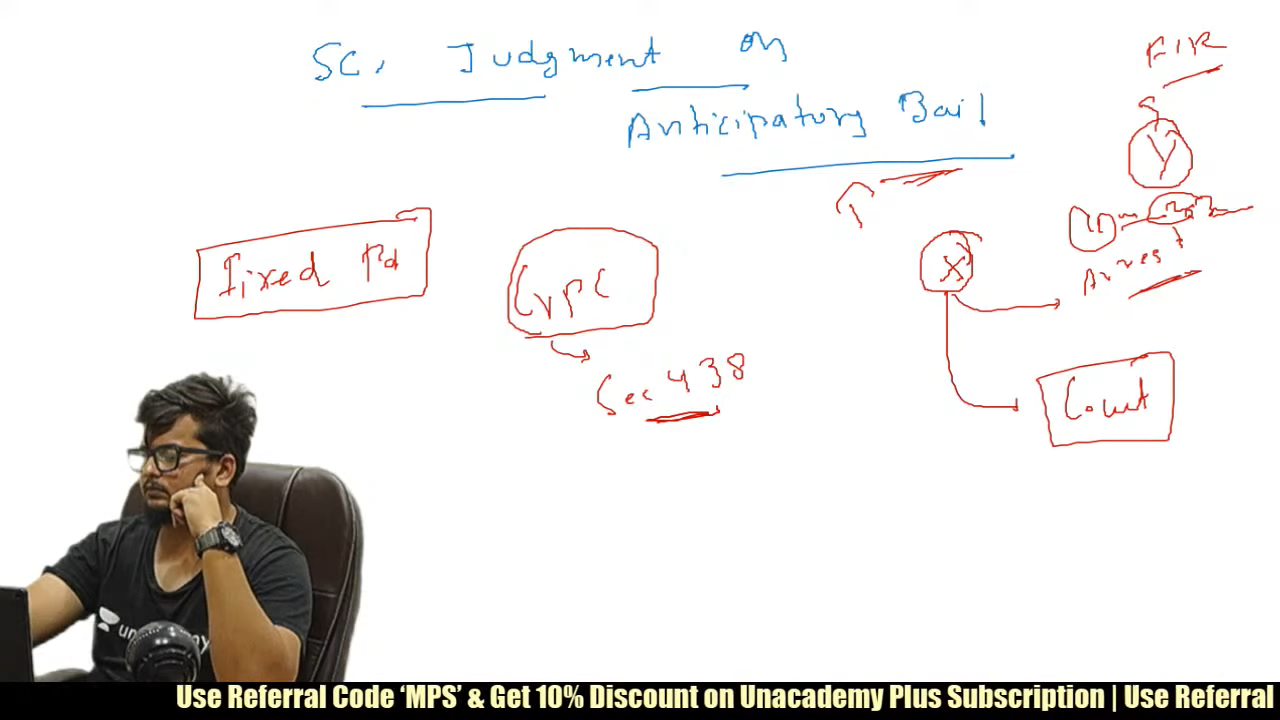 SC. Judgment on
Anticipatory Bail
FIR
Y
X
Arrest
Fixed Pd
CrPC
Sec 438
Court
Use Referral Code ‘MPS’ & Get 10% Discount on Unacademy Plus Subscription | Use Referral